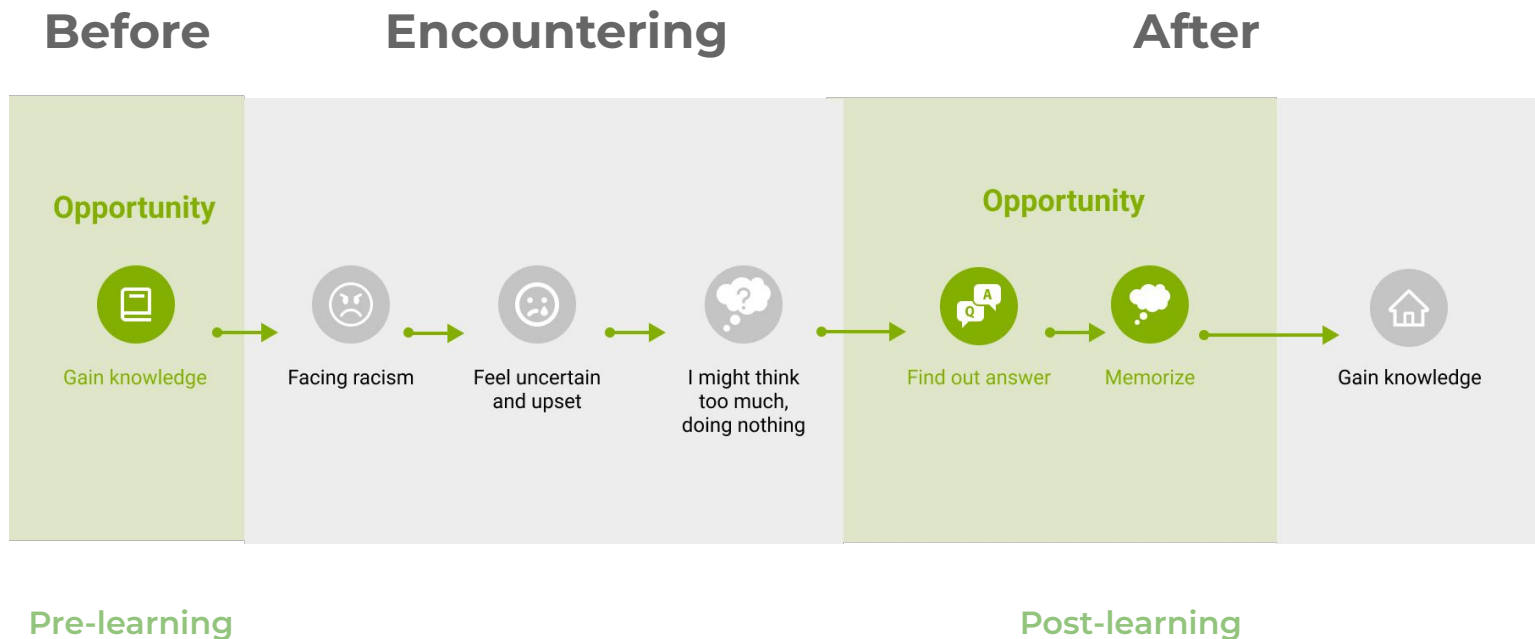 Before
Encountering
After
Opportunity
Opportunity
?
Q
A
Gain knowledge
Facing racism
Feel uncertain
and upset
I might think
too much,
doing nothing
Find out answer
Memorize
Gain knowledge
Pre-learning
Post-learning